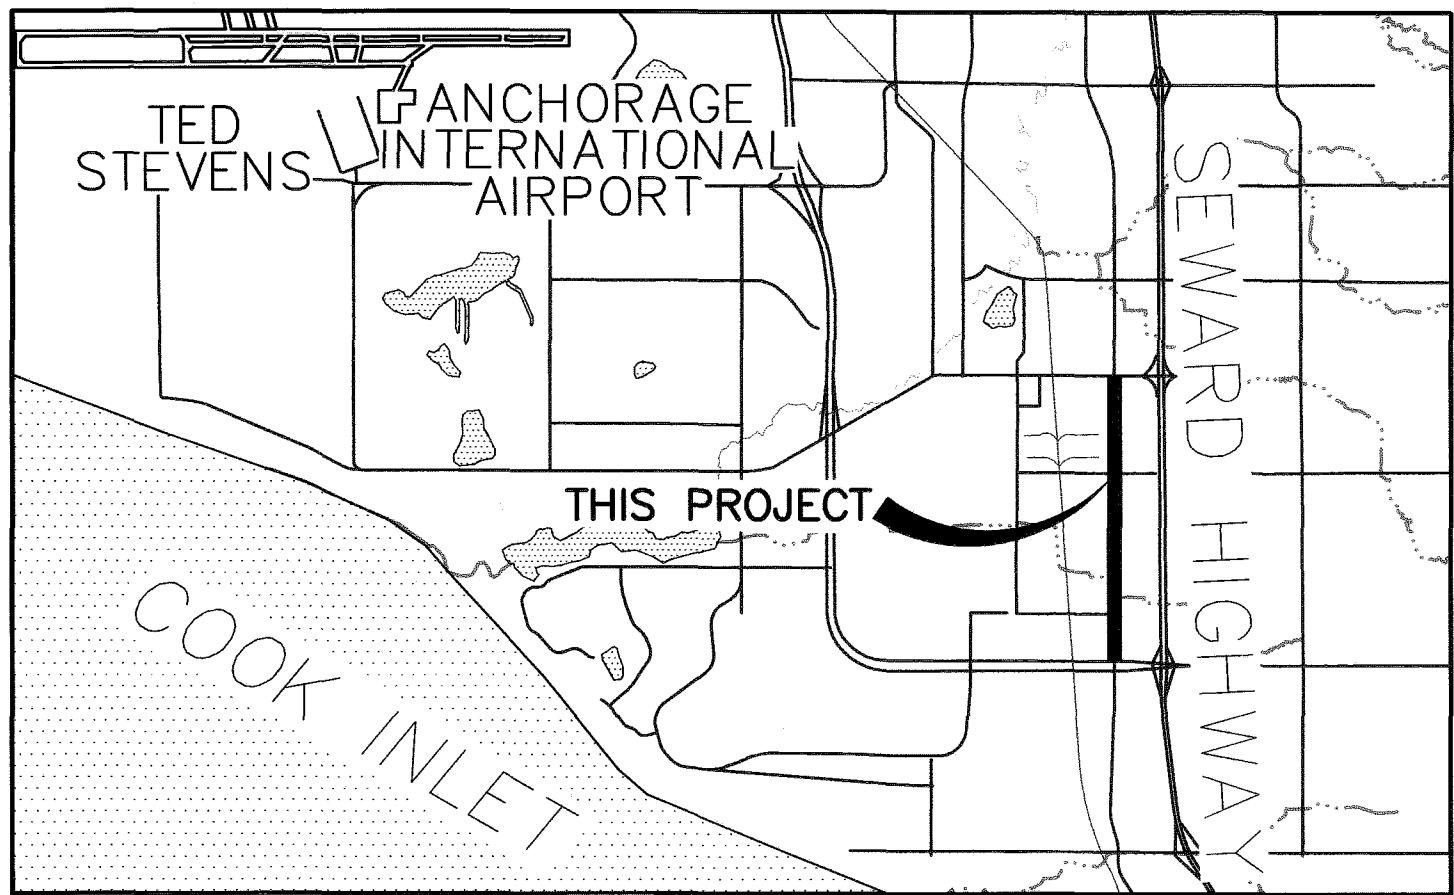 TED
STEVENS
ANCHORAGE
INTERNATIONAL
AIRPORT
SEWARD HIGHWAY
THIS PROJECT
COOK INLET